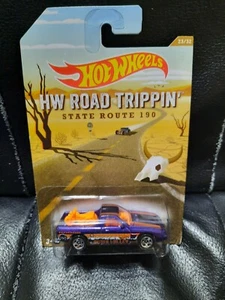 HOT WHEELS
HW ROAD TRIPPIN'
STATE ROUTE 190